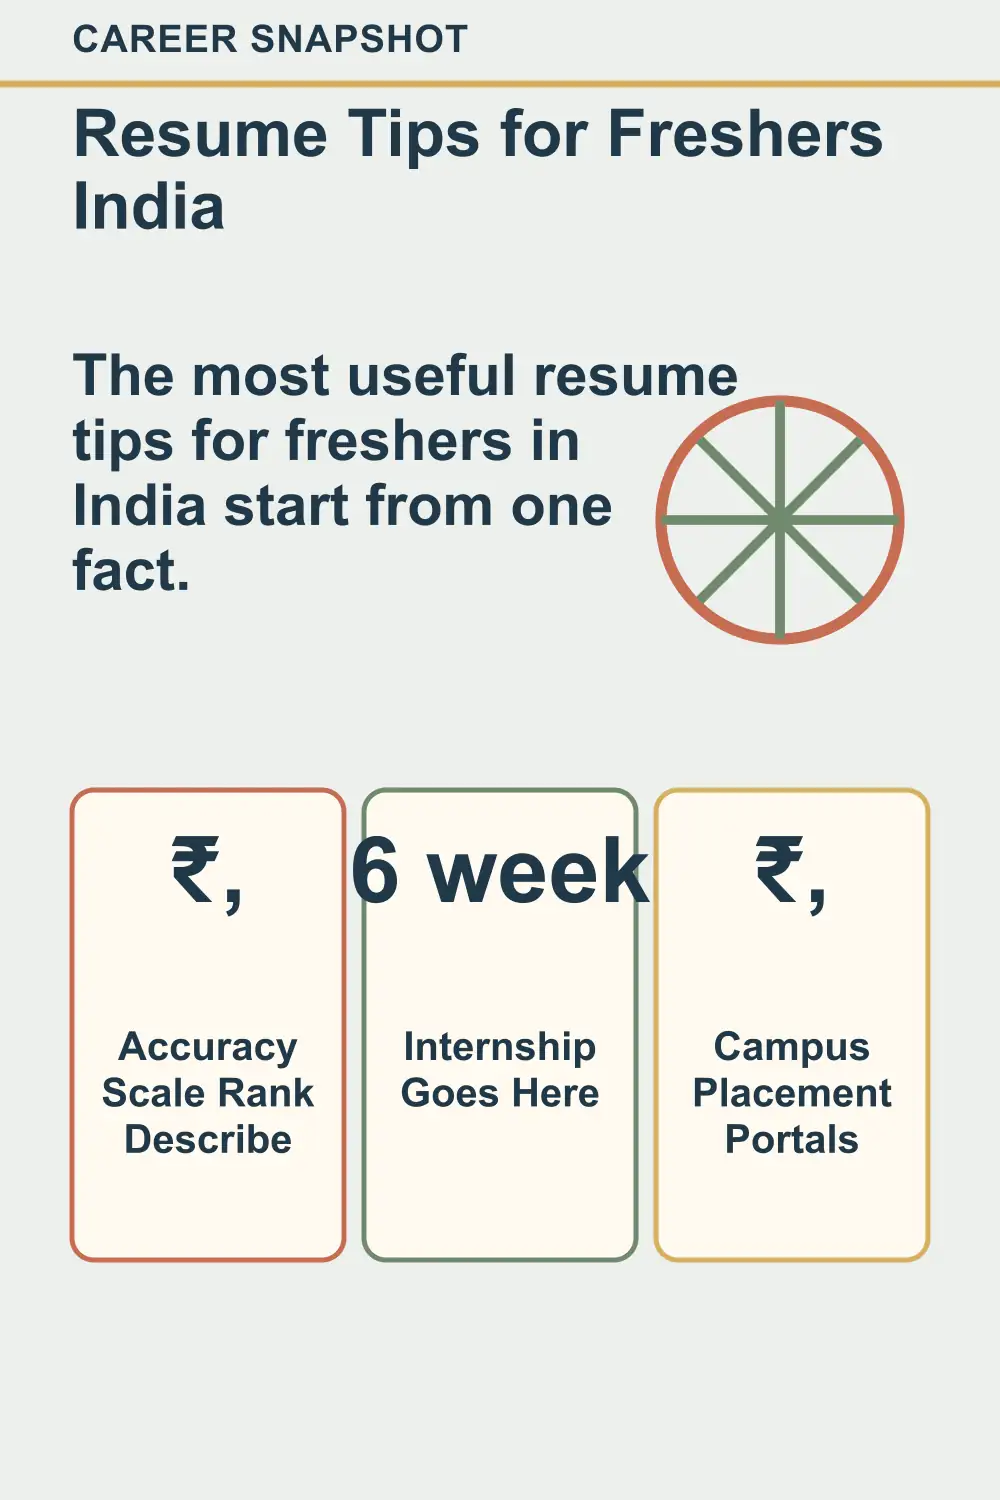 CAREER SNAPSHOT
Resume Tips for Freshers
India
The most useful resume
tips for freshers in
India start from one
fact.
₹,
Accuracy
Scale Rank
Describe
6 week
Internship
Goes Here
₹,
Campus
Placement
Portals